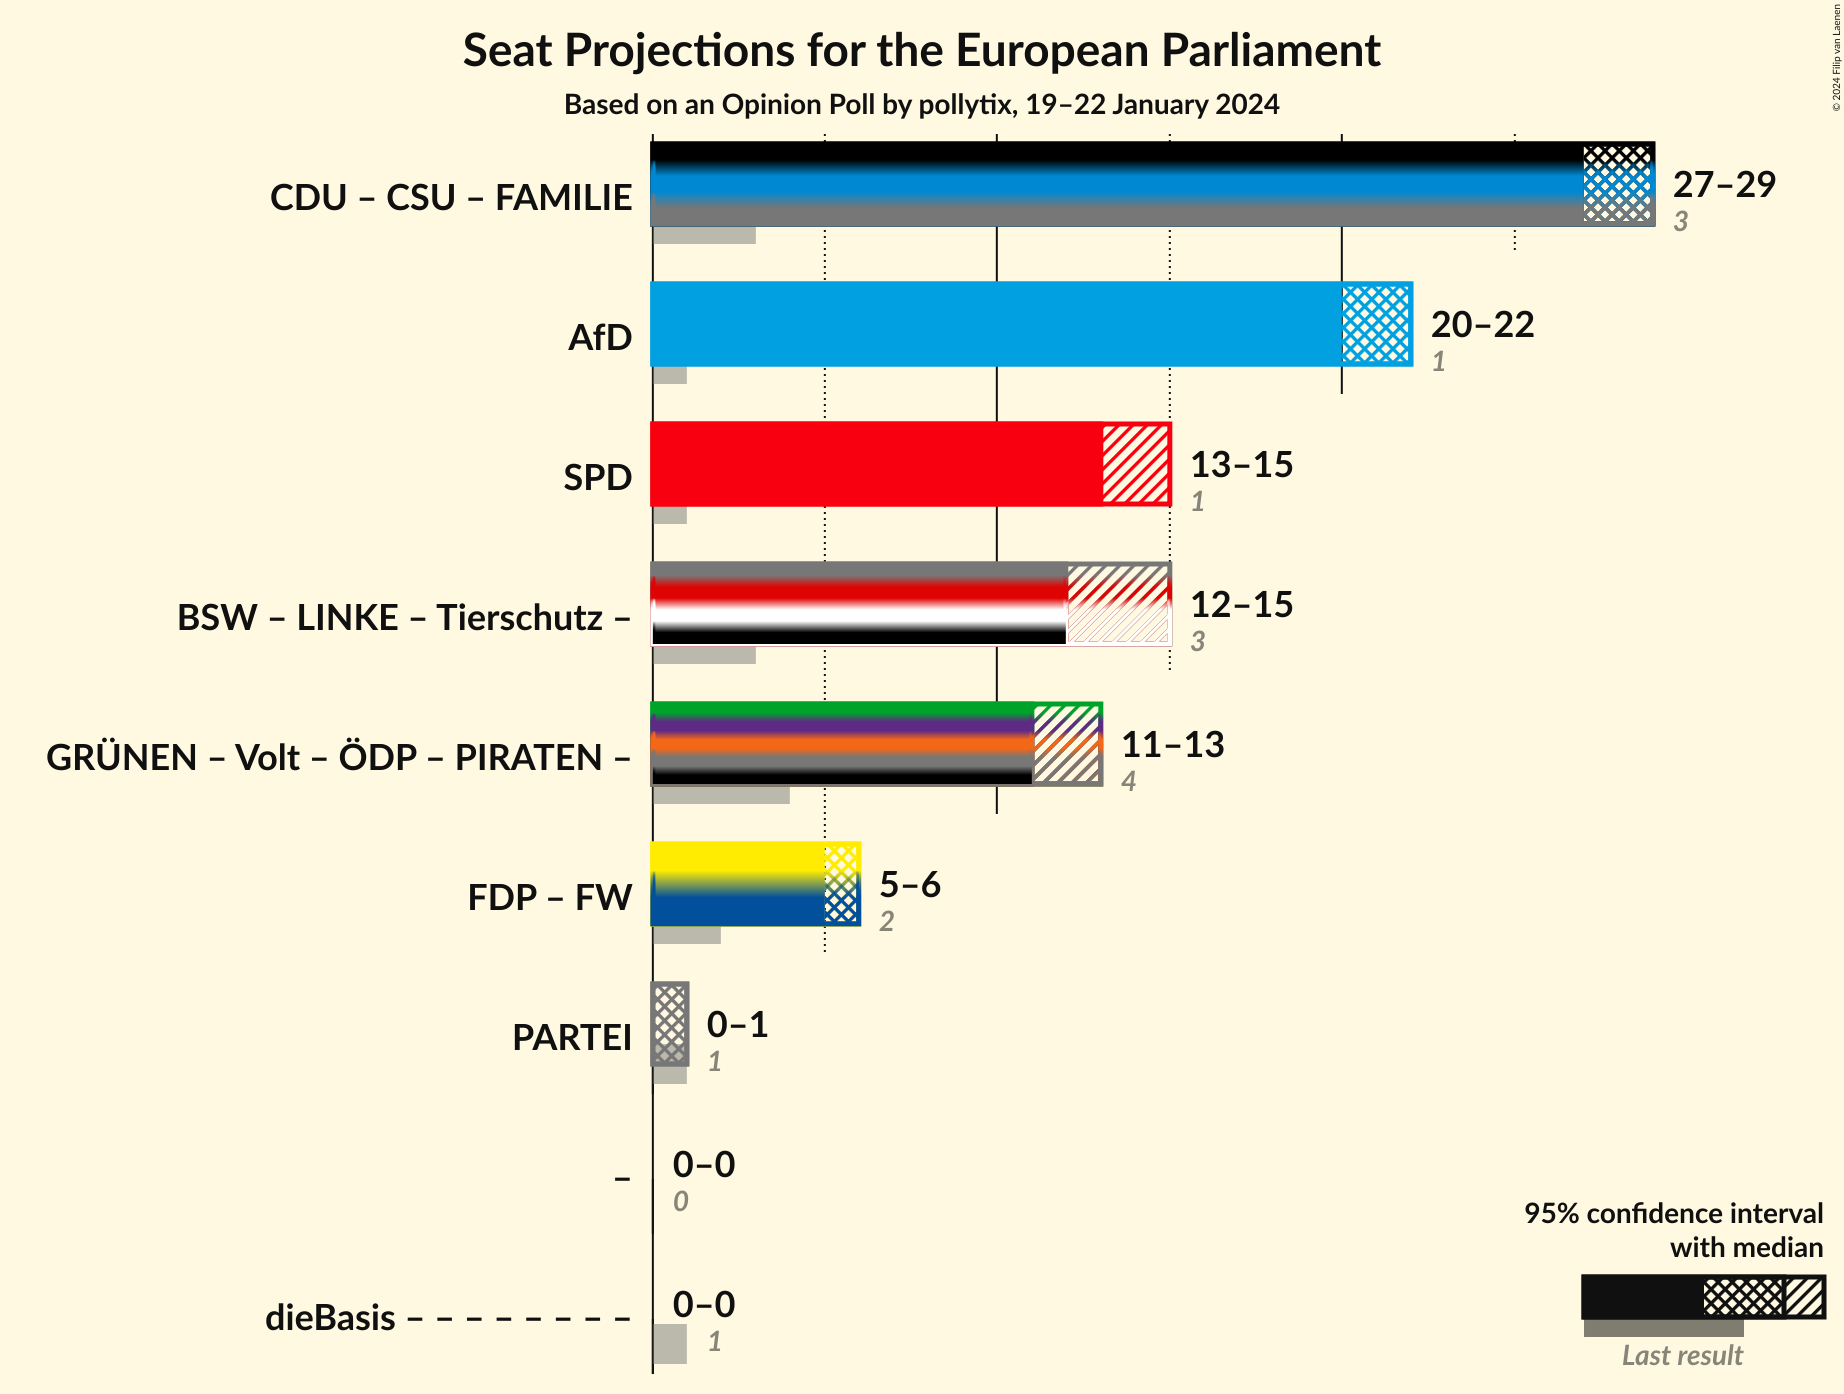 Seat Projections for the European Parliament
Based on an Opinion Poll by pollytix, 19–22 January 2024
© 2024 Filip van Laenen
CDU – CSU – FAMILIE
27–29
3
AfD
20–22
1
SPD
13–15
1
BSW – LINKE – Tierschutz –
12–15
3
GRÜNEN – Volt – ÖDP – PIRATEN –
11–13
4
FDP – FW
5–6
2
PARTEI
0–1
1
–
0–0
0
dieBasis – – – – – – – –
0–0
1
95% confidence interval
with median
Last result